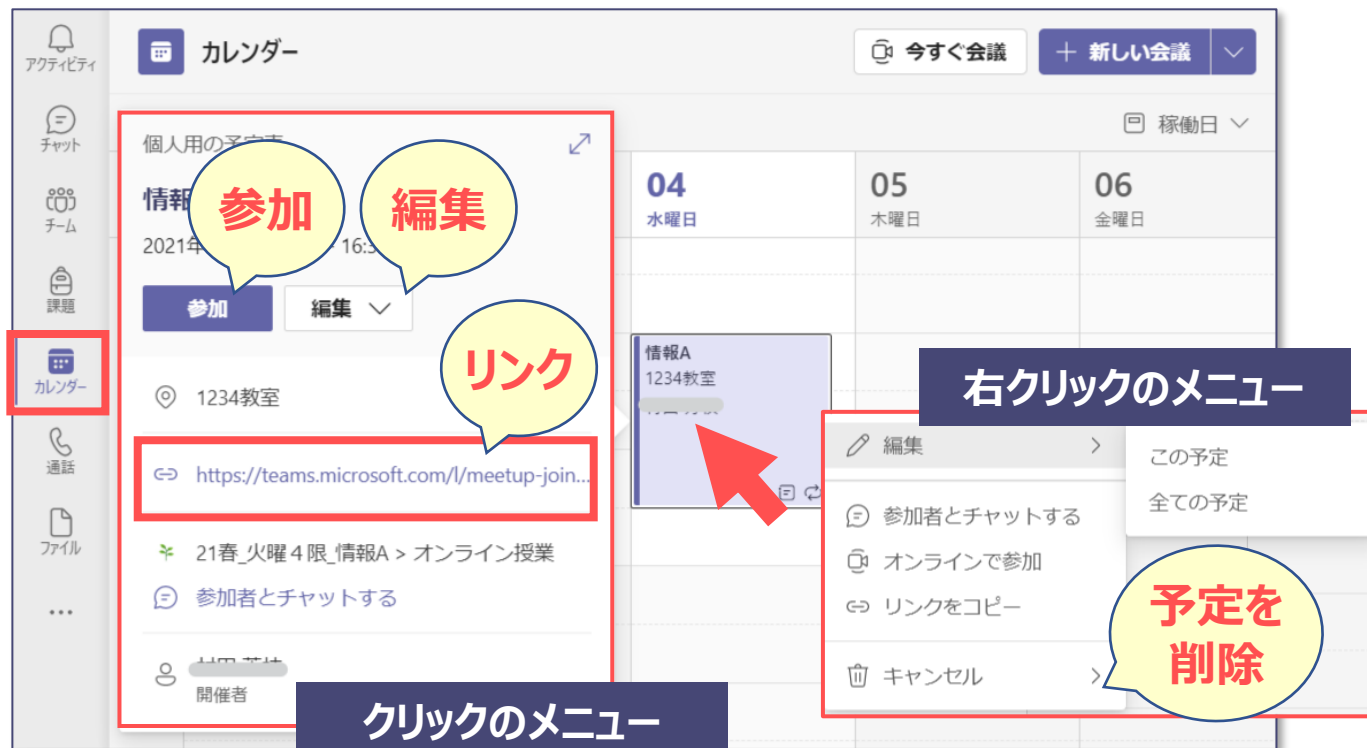 アクティビティ
チャット
チーム
課題
カレンダー
通話
ファイル
カレンダー
今すぐ会議
新しい会議
稼働日
04
水曜日
05
木曜日
06
金曜日
個人用の予定表
情報
2021年
16:3
参加
編集
参加
編集
リンク
1234教室
https://teams.microsoft.com/l/meetup-join...
21春_火曜４限_情報A > オンライン授業
参加者とチャットする
開催者
クリックのメニュー
情報A
1234教室
右クリックのメニュー
編集
この予定
全ての予定
参加者とチャットする
オンラインで参加
リンクをコピー
キャンセル
予定を
削除